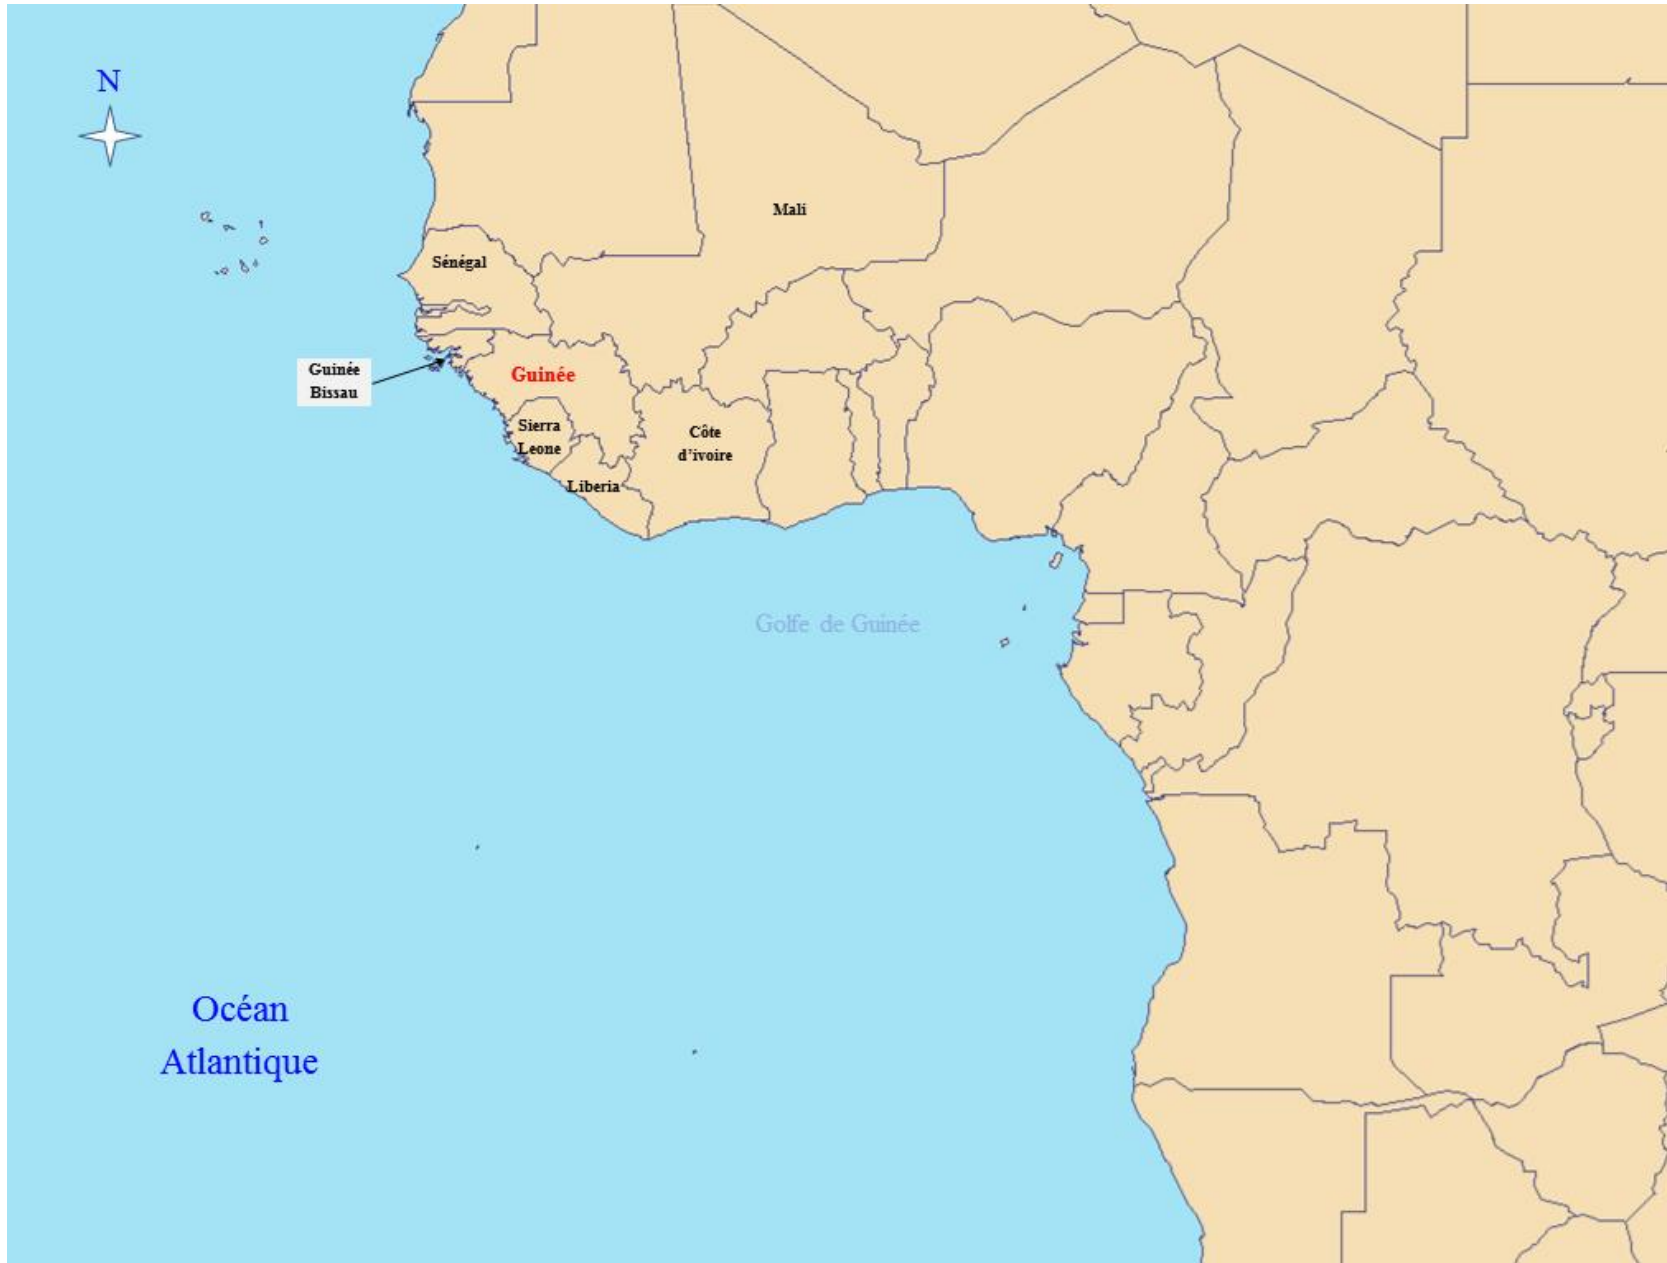 N
Mali
Sénégal
Guinée
Bissau
Guinée
Sierra
Leone
Côte
d’ivoire
Liberia
Golfe de Guinée
Océan
Atlantique